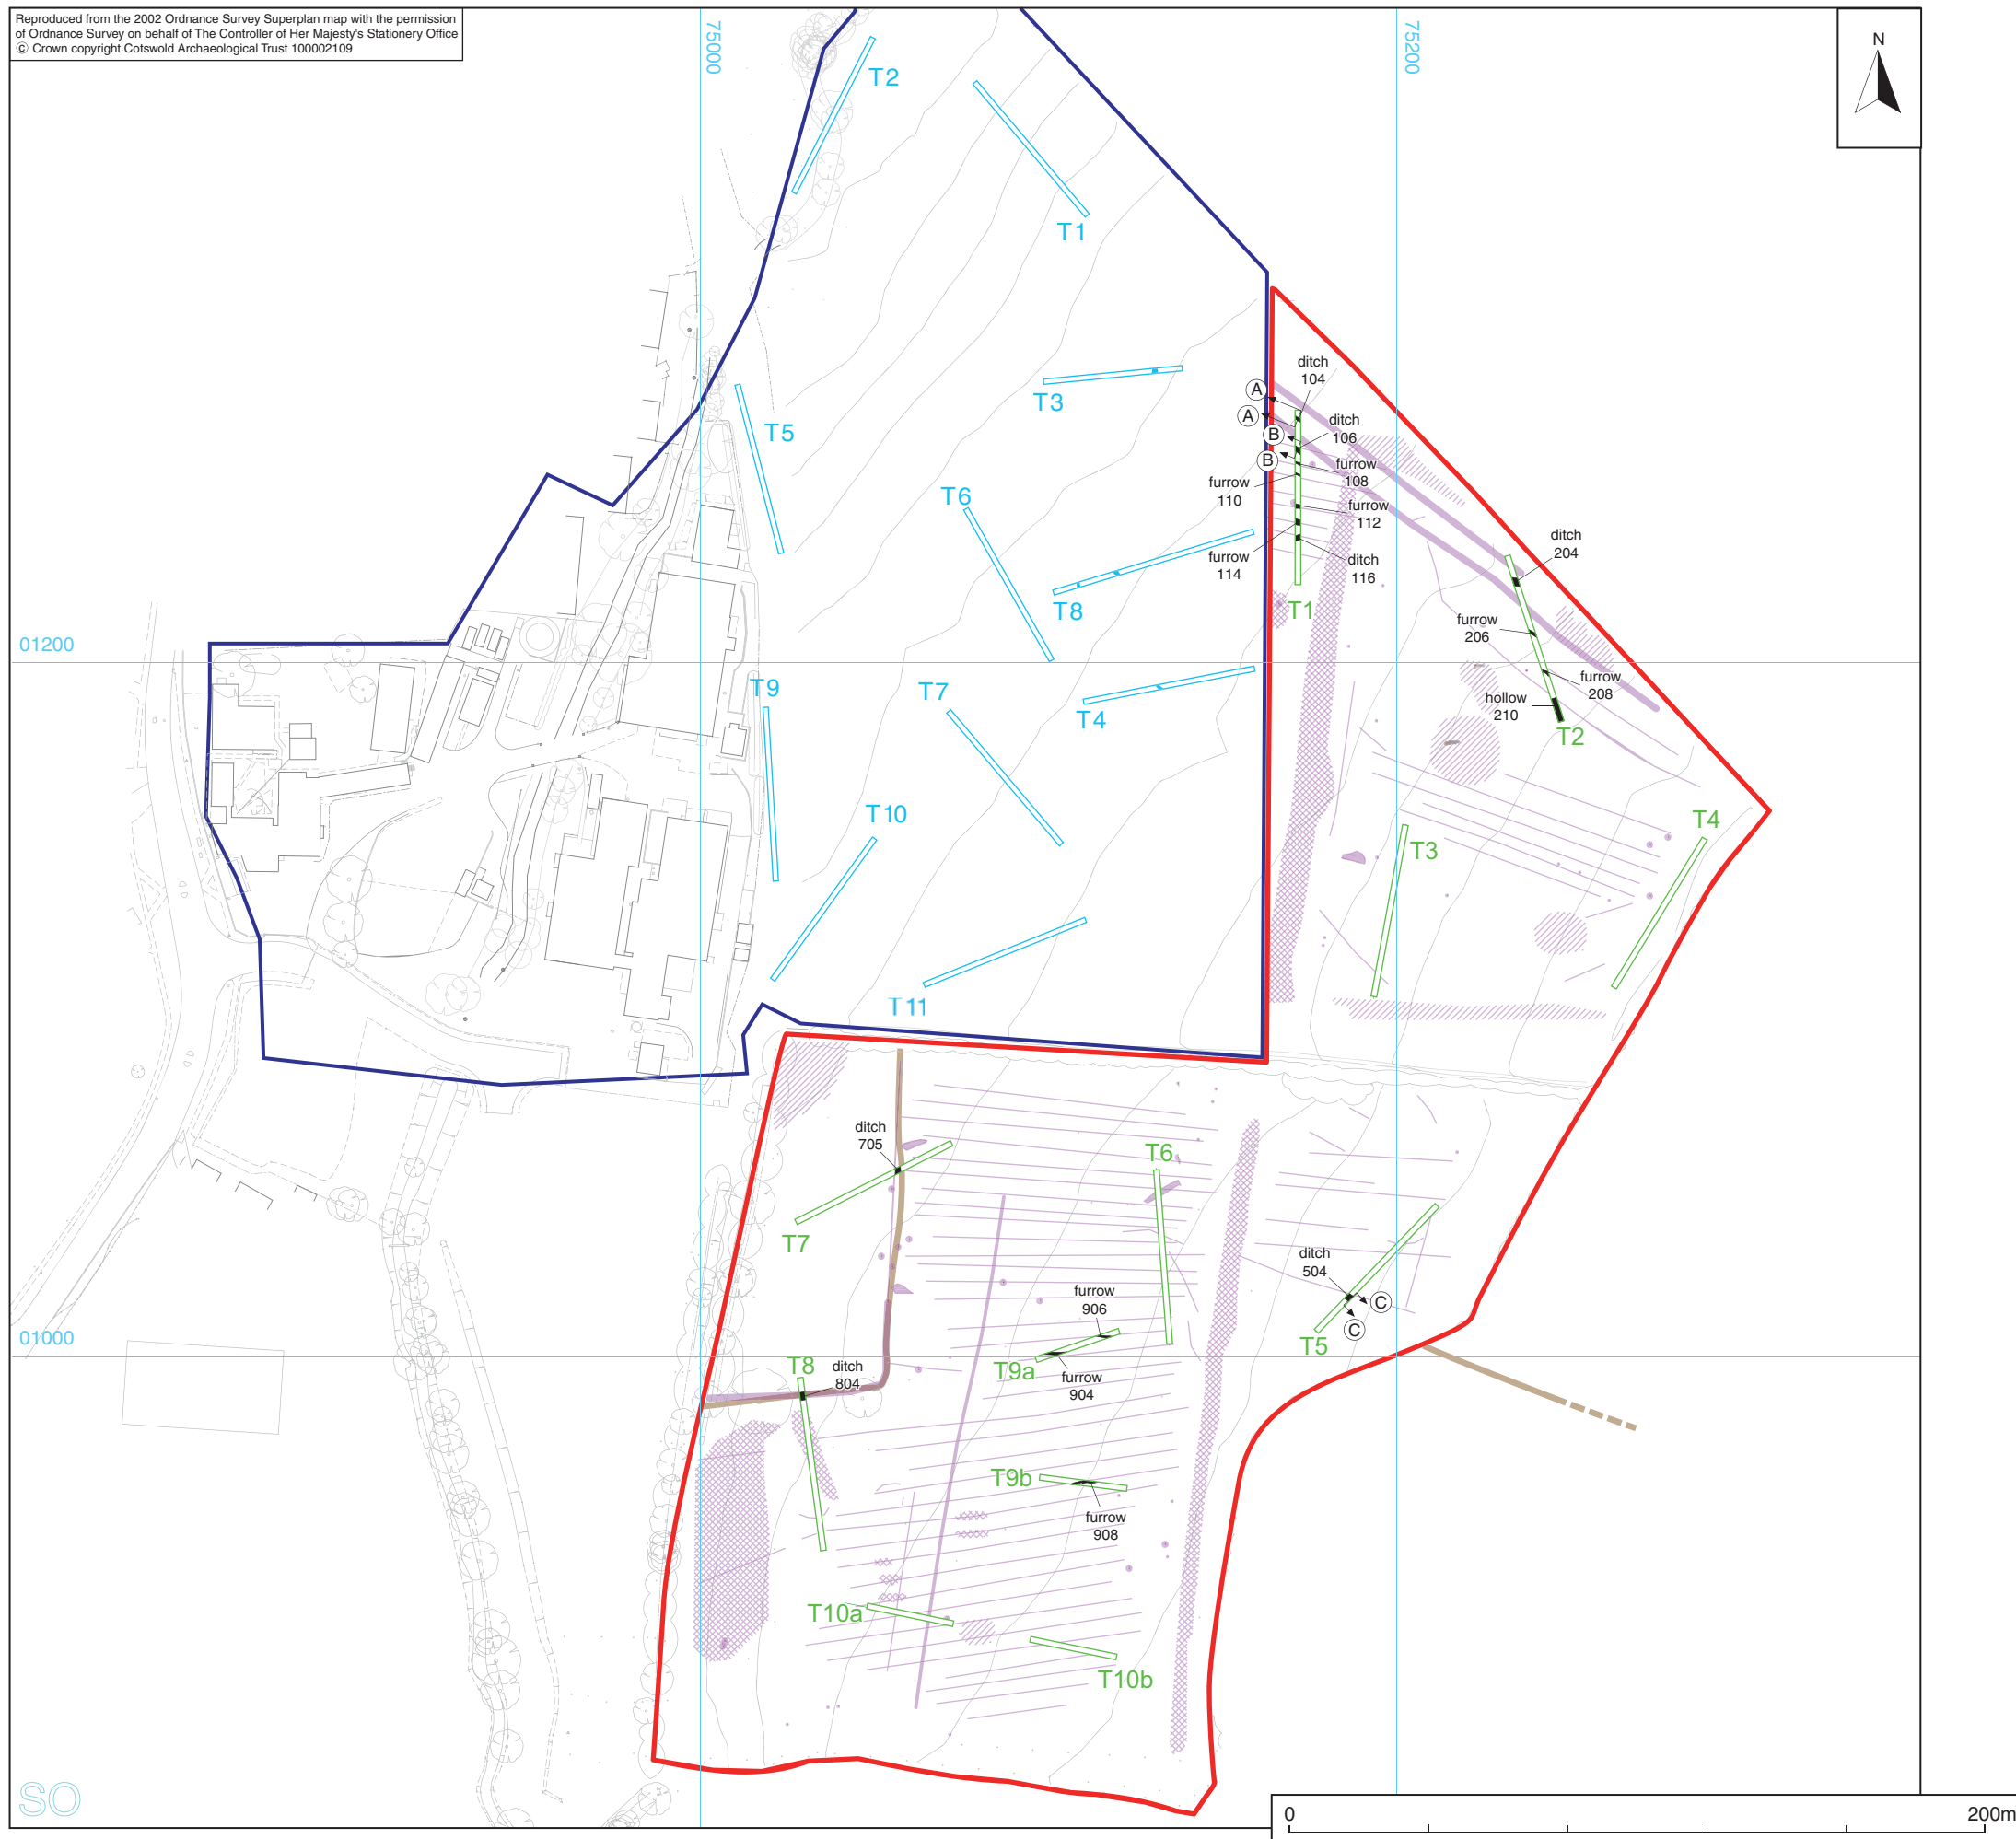 Reproduced from the 2002 Ordnance Survey Superplan map with the permission
of Ordnance Survey on behalf of The Controller of Her Majesty's Stationery Office
© Crown copyright Cotswold Archaeological Trust 100002109
75000
75200
N
T2
T1
T3
T5
T6
T8
T4
T7
T9
T10
T11
01200
01000
A
A
B
B
ditch
104
ditch
106
furrow
108
furrow
110
furrow
112
furrow
114
ditch
116
T1
ditch
204
furrow
206
furrow
208
hollow
210
T2
T3
T4
ditch
705
T7
T6
ditch
504
C
C
T5
furrow
906
T9a
furrow
904
T8
ditch
804
T9b
furrow
908
T10a
T10b
SO
0
200m